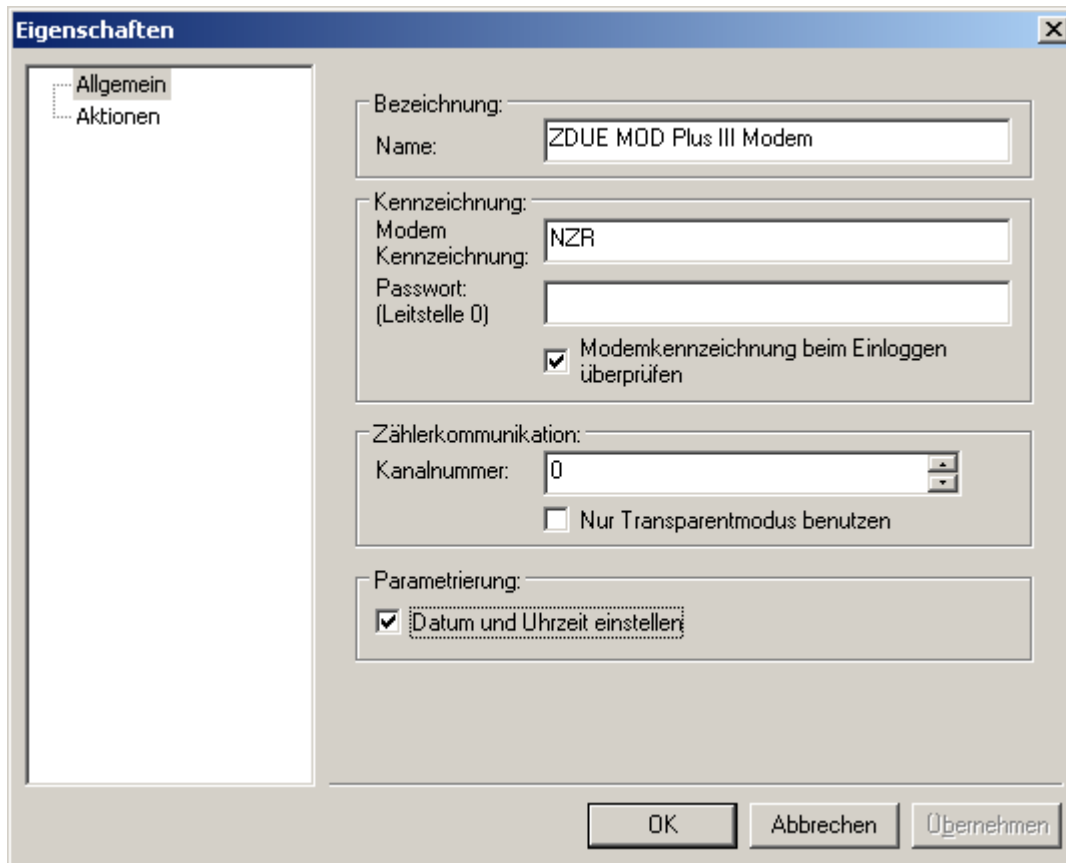 Eigenschaften
Allgemein
Aktionen
Bezeichnung:
Name:
ZDUE MOD Plus III Modem
Kennzeichnung:
Modem
Kennzeichnung:
NZR
Passwort:
(Leitstelle 0)
Modemkennzeichnung beim Einloggen
überprüfen
Zählerkommunikation:
Kanalnummer:
0
Nur Transparentmodus benutzen
Parametrierung:
Datum und Uhrzeit einstellen
OK
Abbrechen
Übernehmen